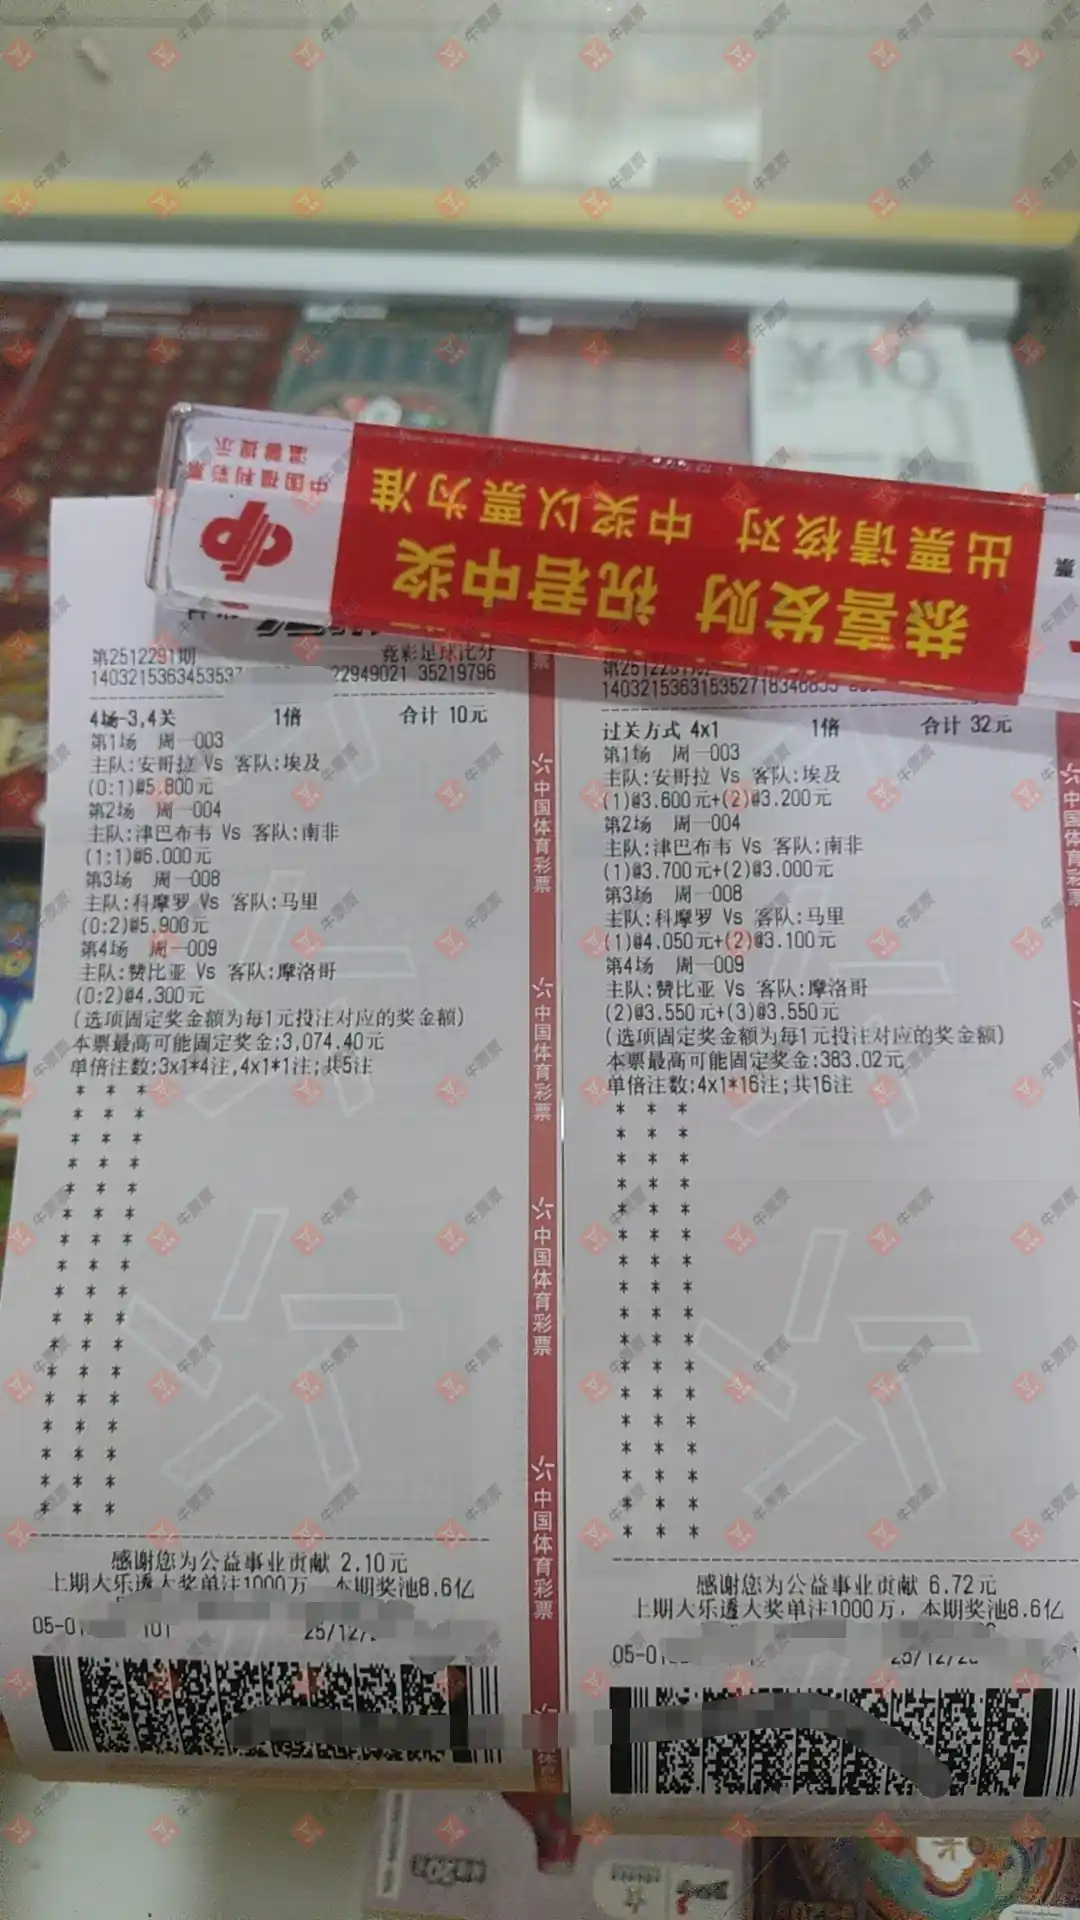 恭喜发财 祝君中奖
出票请核对 中奖以票为准
中国福利彩票
温馨提示
第2512291期 竞彩足球比分
22949021 35219796
4场-3,4关 1倍 合计 10元
第1场 周一003
主队:安哥拉 Vs 客队:埃及
(0:1)@5.800元
第2场 周一004
主队:津巴布韦 Vs 客队:南非
(1:1)@6.000元
第3场 周一008
主队:科摩罗 Vs 客队:马里
(0:2)@5.900元
第4场 周一009
主队:赞比亚 Vs 客队:摩洛哥
(0:2)@4.300元
(选项固定奖金额为每1元投注对应的奖金额)
本票最高可能固定奖金:3,074.40元
单倍注数:3x1*4注,4x1*1注;共5注
感谢您为公益事业贡献 2.10元
上期大乐透大奖单注1000万, 本期奖池8.6亿
过关方式 4x1 1倍 合计 32元
第1场 周一003
主队:安哥拉 Vs 客队:埃及
(1)@3.600元+(2)@3.200元
第2场 周一004
主队:津巴布韦 Vs 客队:南非
(1)@3.700元+(2)@3.000元
第3场 周一008
主队:科摩罗 Vs 客队:马里
(1)@4.050元+(2)@3.100元
第4场 周一009
主队:赞比亚 Vs 客队:摩洛哥
(2)@3.550元+(3)@3.550元
(选项固定奖金额为每1元投注对应的奖金额)
本票最高可能固定奖金:383.02元
单倍注数:4x1*16注;共16注
感谢您为公益事业贡献 6.72元
上期大乐透大奖单注1000万, 本期奖池8.6亿
中国体育彩票
中国体育彩票
中国体育彩票
中国体育彩票